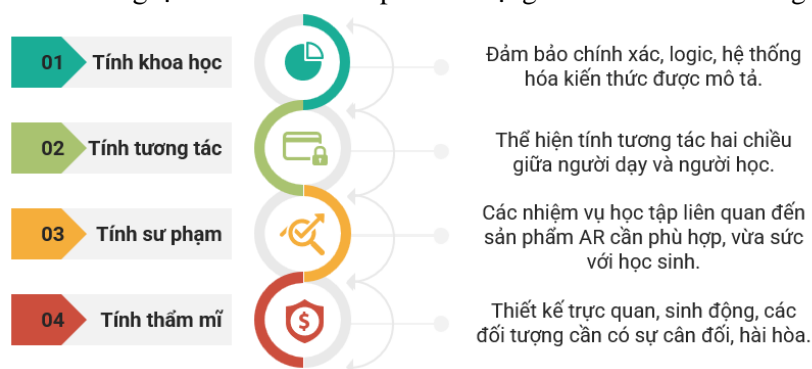 01 Tính khoa học
Đảm bảo chính xác, logic, hệ thống
hóa kiến thức được mô tả.
02 Tính tương tác
Thể hiện tính tương tác hai chiều
giữa người dạy và người học.
03 Tính sư phạm
Các nhiệm vụ học tập liên quan đến
sản phẩm AR cần phù hợp, vừa sức
với học sinh.
04 Tính thẩm mĩ
Thiết kế trực quan, sinh động, các
đối tượng cần có sự cân đối, hài hòa.
$